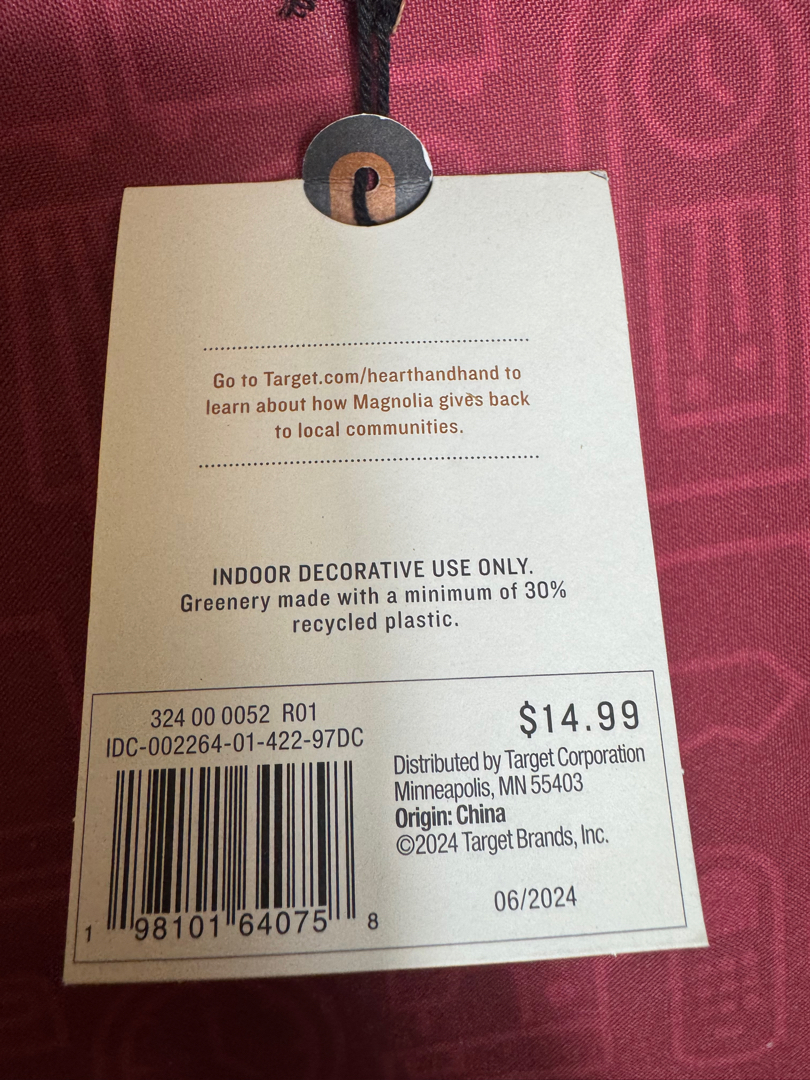 Go to Target.com/hearthandhand to
learn about how Magnolia gives back
to local communities.
INDOOR DECORATIVE USE ONLY.
Greenery made with a minimum of 30%
recycled plastic.
324 00 0052 R01
IDC-002264-01-422-97DC
1 98101 64075 8
$14.99
Distributed by Target Corporation
Minneapolis, MN 55403
Origin: China
©2024 Target Brands, Inc.
06/2024